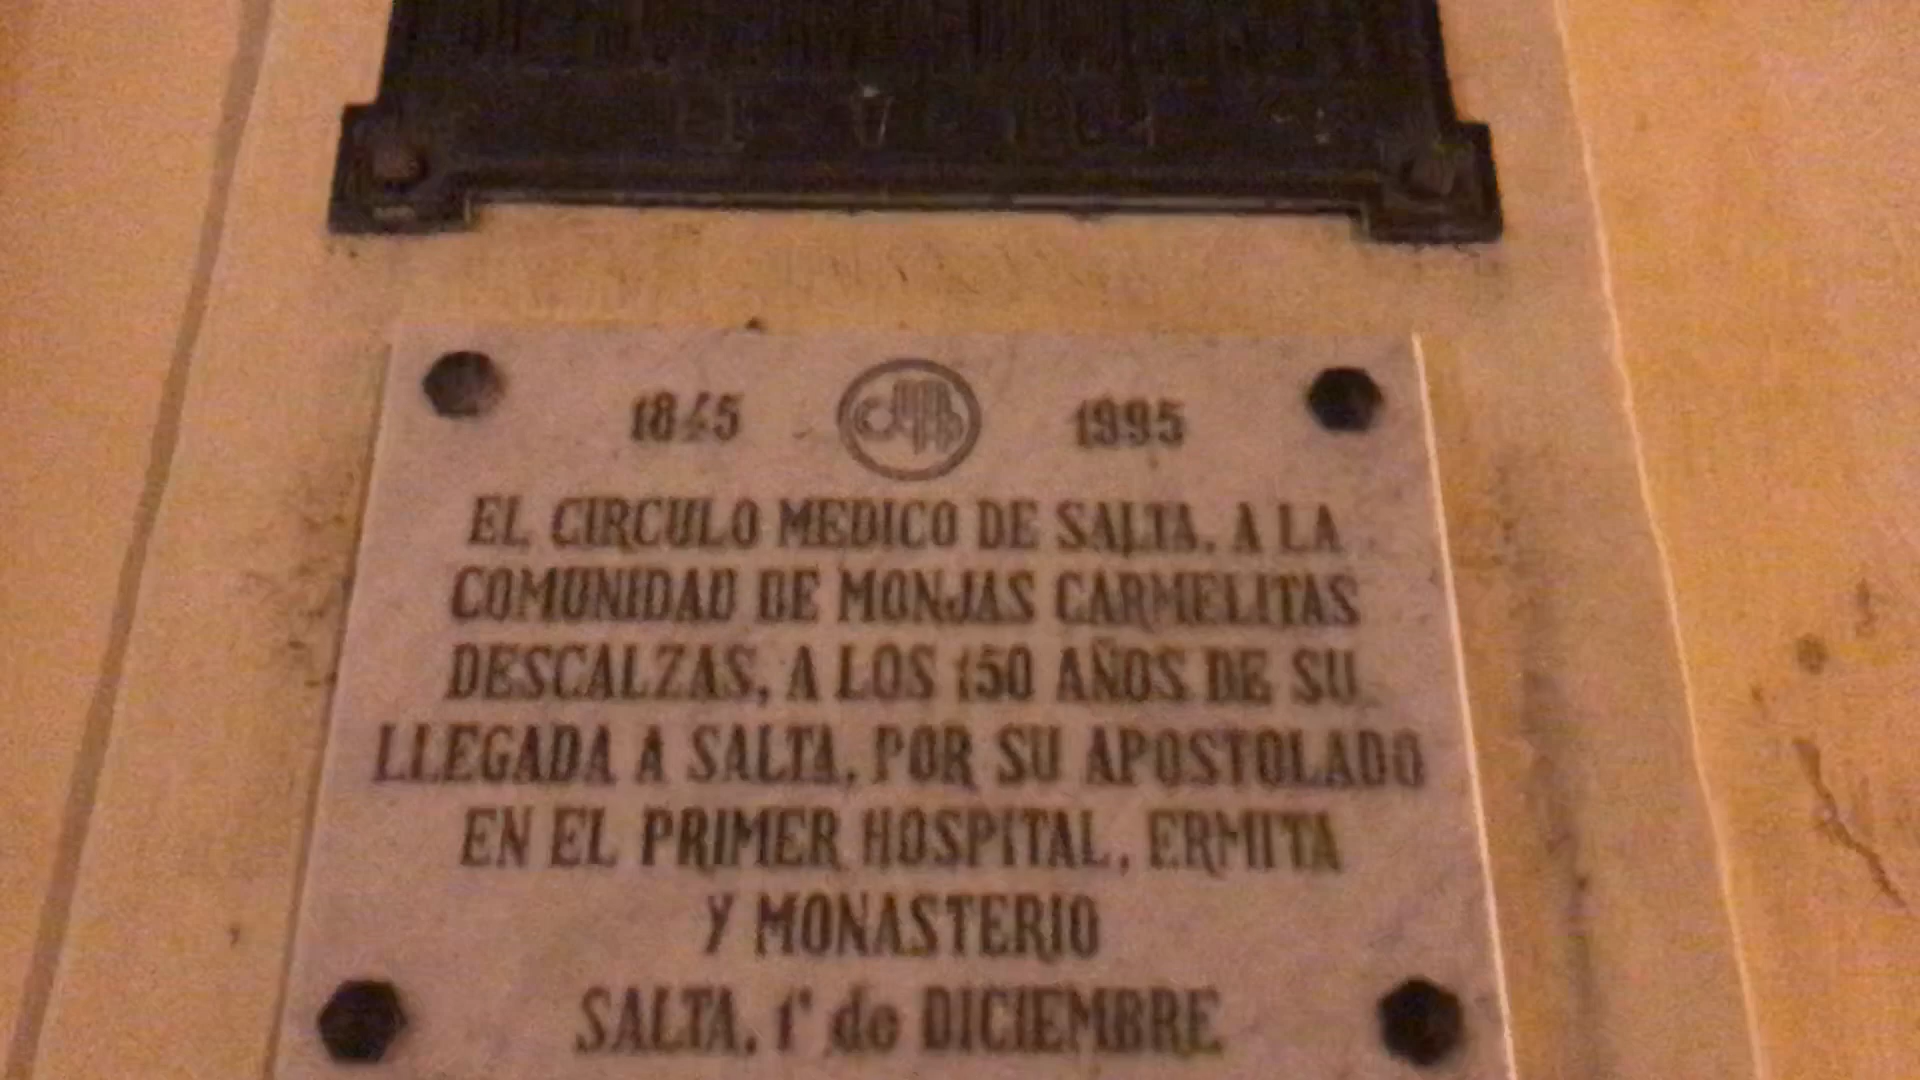 1845 1995
EL CIRCULO MEDICO DE SALTA, A LA
COMUNIDAD DE MONJAS CARMELITAS
DESCALZAS, A LOS 150 AÑOS DE SU
LLEGADA A SALTA, POR SU APOSTOLADO
EN EL PRIMER HOSPITAL, ERMITA
Y MONASTERIO
SALTA, 1° de DICIEMBRE